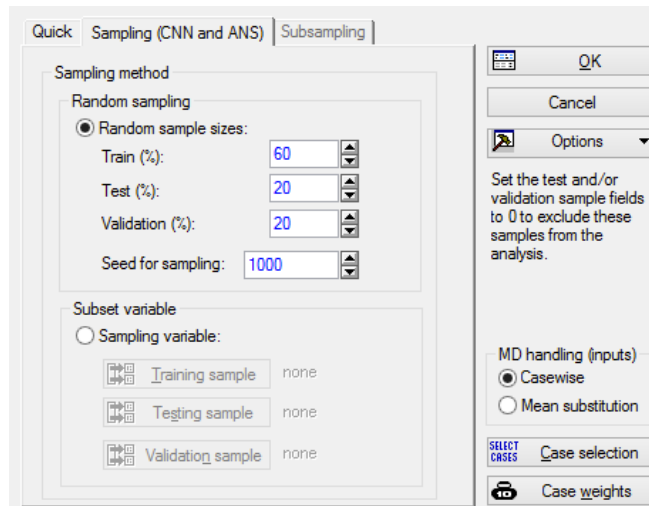 Quick Sampling (CNN and ANS) Subsampling
Sampling method
Random sampling
Random sample sizes:
Train (%): 60
Test (%): 20
Validation (%): 20
Seed for sampling: 1000
Subset variable
Sampling variable:
Training sample none
Testing sample none
Validation sample none
OK
Cancel
Options
Set the test and/or
validation sample fields
to 0 to exclude these
samples from the
analysis.
MD handling (inputs)
Casewise
Mean substitution
SELECT
CASES Case selection
Case weights